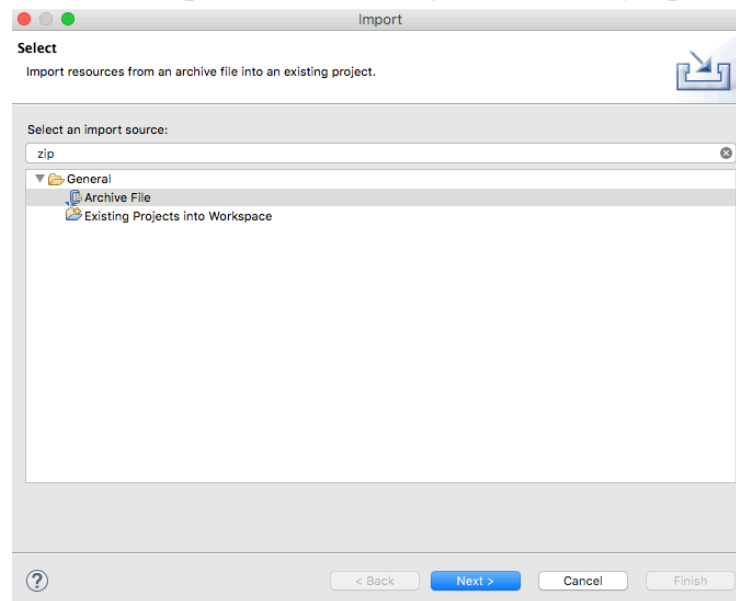 Import
Select
Import resources from an archive file into an existing project.
Select an import source:
zip
General
Archive File
Existing Projects into Workspace
?
< Back
Next >
Cancel
Finish